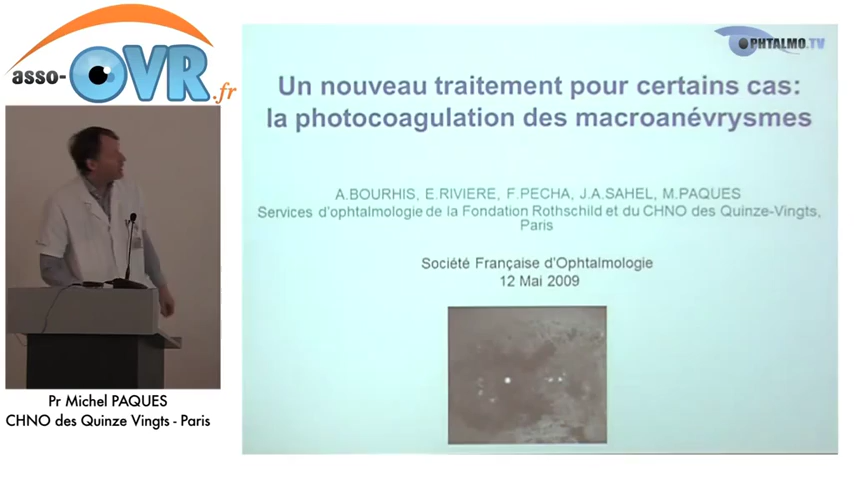 asso-OVR.fr
OPHTALMO.TV
Un nouveau traitement pour certains cas:
la photocoagulation des macroanévrysmes
A.BOURHIS, E.RIVIERE, F.PECHA, J.A.SAHEL, M.PAQUES
Services d'ophtalmologie de la Fondation Rothschild et du CHNO des Quinze-Vingts,
Paris
Société Française d'Ophtalmologie
12 Mai 2009
Pr Michel PAQUES
CHNO des Quinze Vingts - Paris